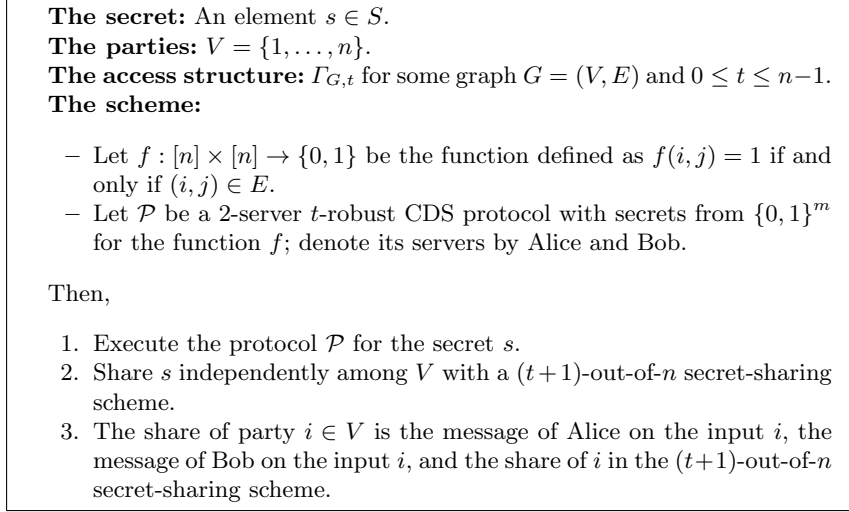 The secret: An element s ∈ S.
The parties: V = {1, . . . , n}.
The access structure: Γ_{G,t} for some graph G = (V, E) and 0 ≤ t ≤ n−1.
The scheme:
– Let f : [n] × [n] → {0, 1} be the function defined as f(i, j) = 1 if and
only if (i, j) ∈ E.
– Let 𝒫 be a 2-server t-robust CDS protocol with secrets from {0, 1}^m
for the function f; denote its servers by Alice and Bob.
Then,
1. Execute the protocol 𝒫 for the secret s.
2. Share s independently among V with a (t + 1)-out-of-n secret-sharing
scheme.
3. The share of party i ∈ V is the message of Alice on the input i, the
message of Bob on the input i, and the share of i in the (t+1)-out-of-n
secret-sharing scheme.